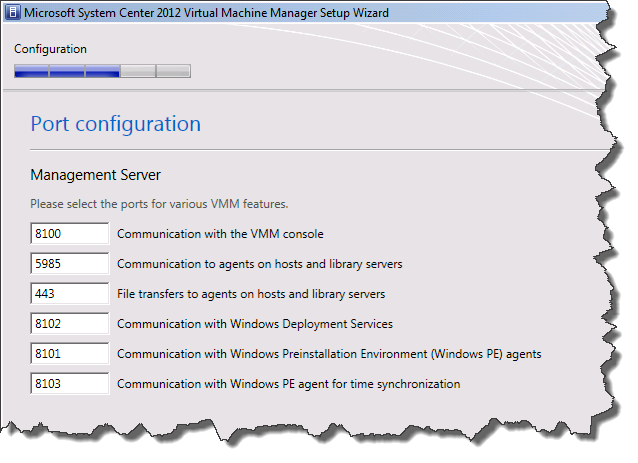 Microsoft System Center 2012 Virtual Machine Manager Setup Wizard
Configuration
Port configuration
Management Server
Please select the ports for various VMM features.
8100 Communication with the VMM console
5985 Communication to agents on hosts and library servers
443 File transfers to agents on hosts and library servers
8102 Communication with Windows Deployment Services
8101 Communication with Windows Preinstallation Environment (Windows PE) agents
8103 Communication with Windows PE agent for time synchronization